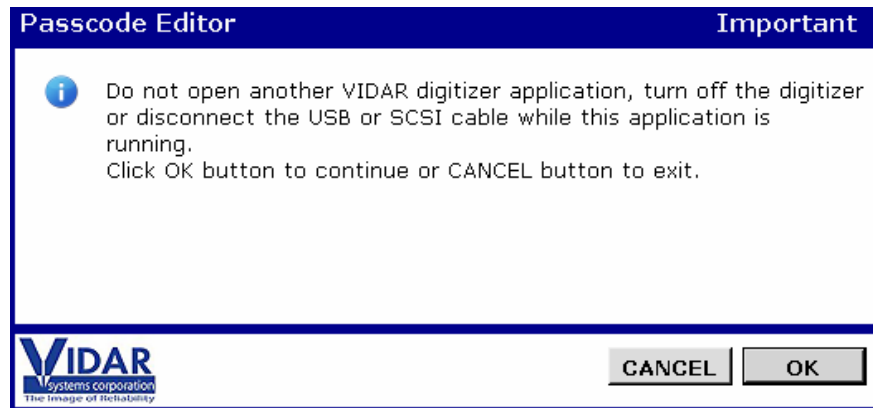 Passcode Editor Important
Do not open another VIDAR digitizer application, turn off the digitizer
or disconnect the USB or SCSI cable while this application is
running.
Click OK button to continue or CANCEL button to exit.
VIDAR
systems corporation
The Image of Reliability
CANCEL OK